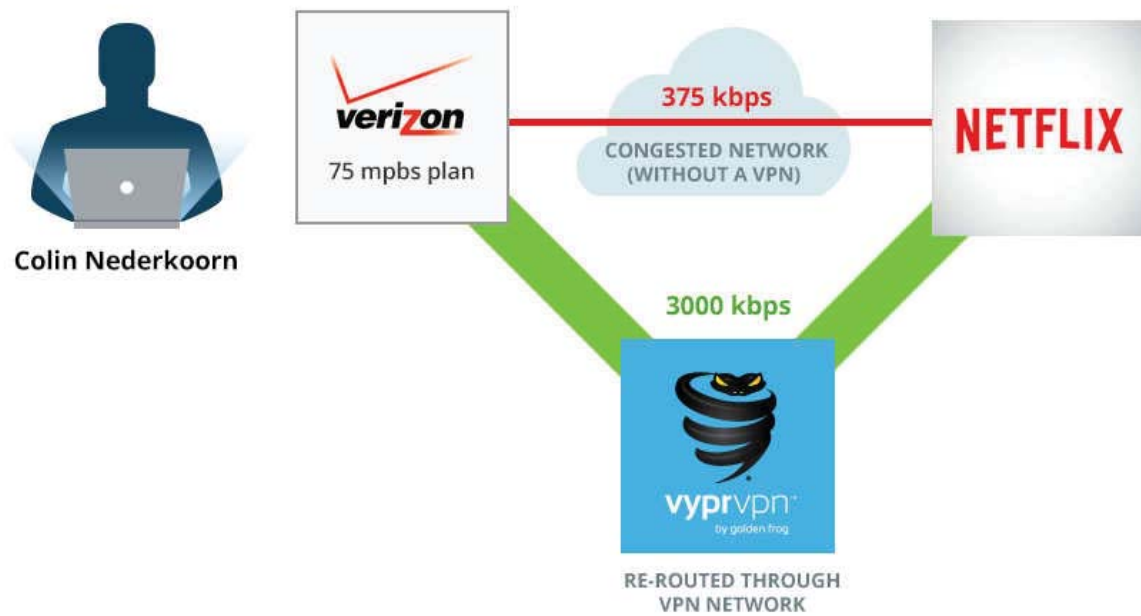 Colin Nederkoorn
verizon
75 mpbs plan
375 kbps
CONGESTED NETWORK
(WITHOUT A VPN)
NETFLIX
3000 kbps
vyprvpn™
by golden frog
RE-ROUTED THROUGH
VPN NETWORK